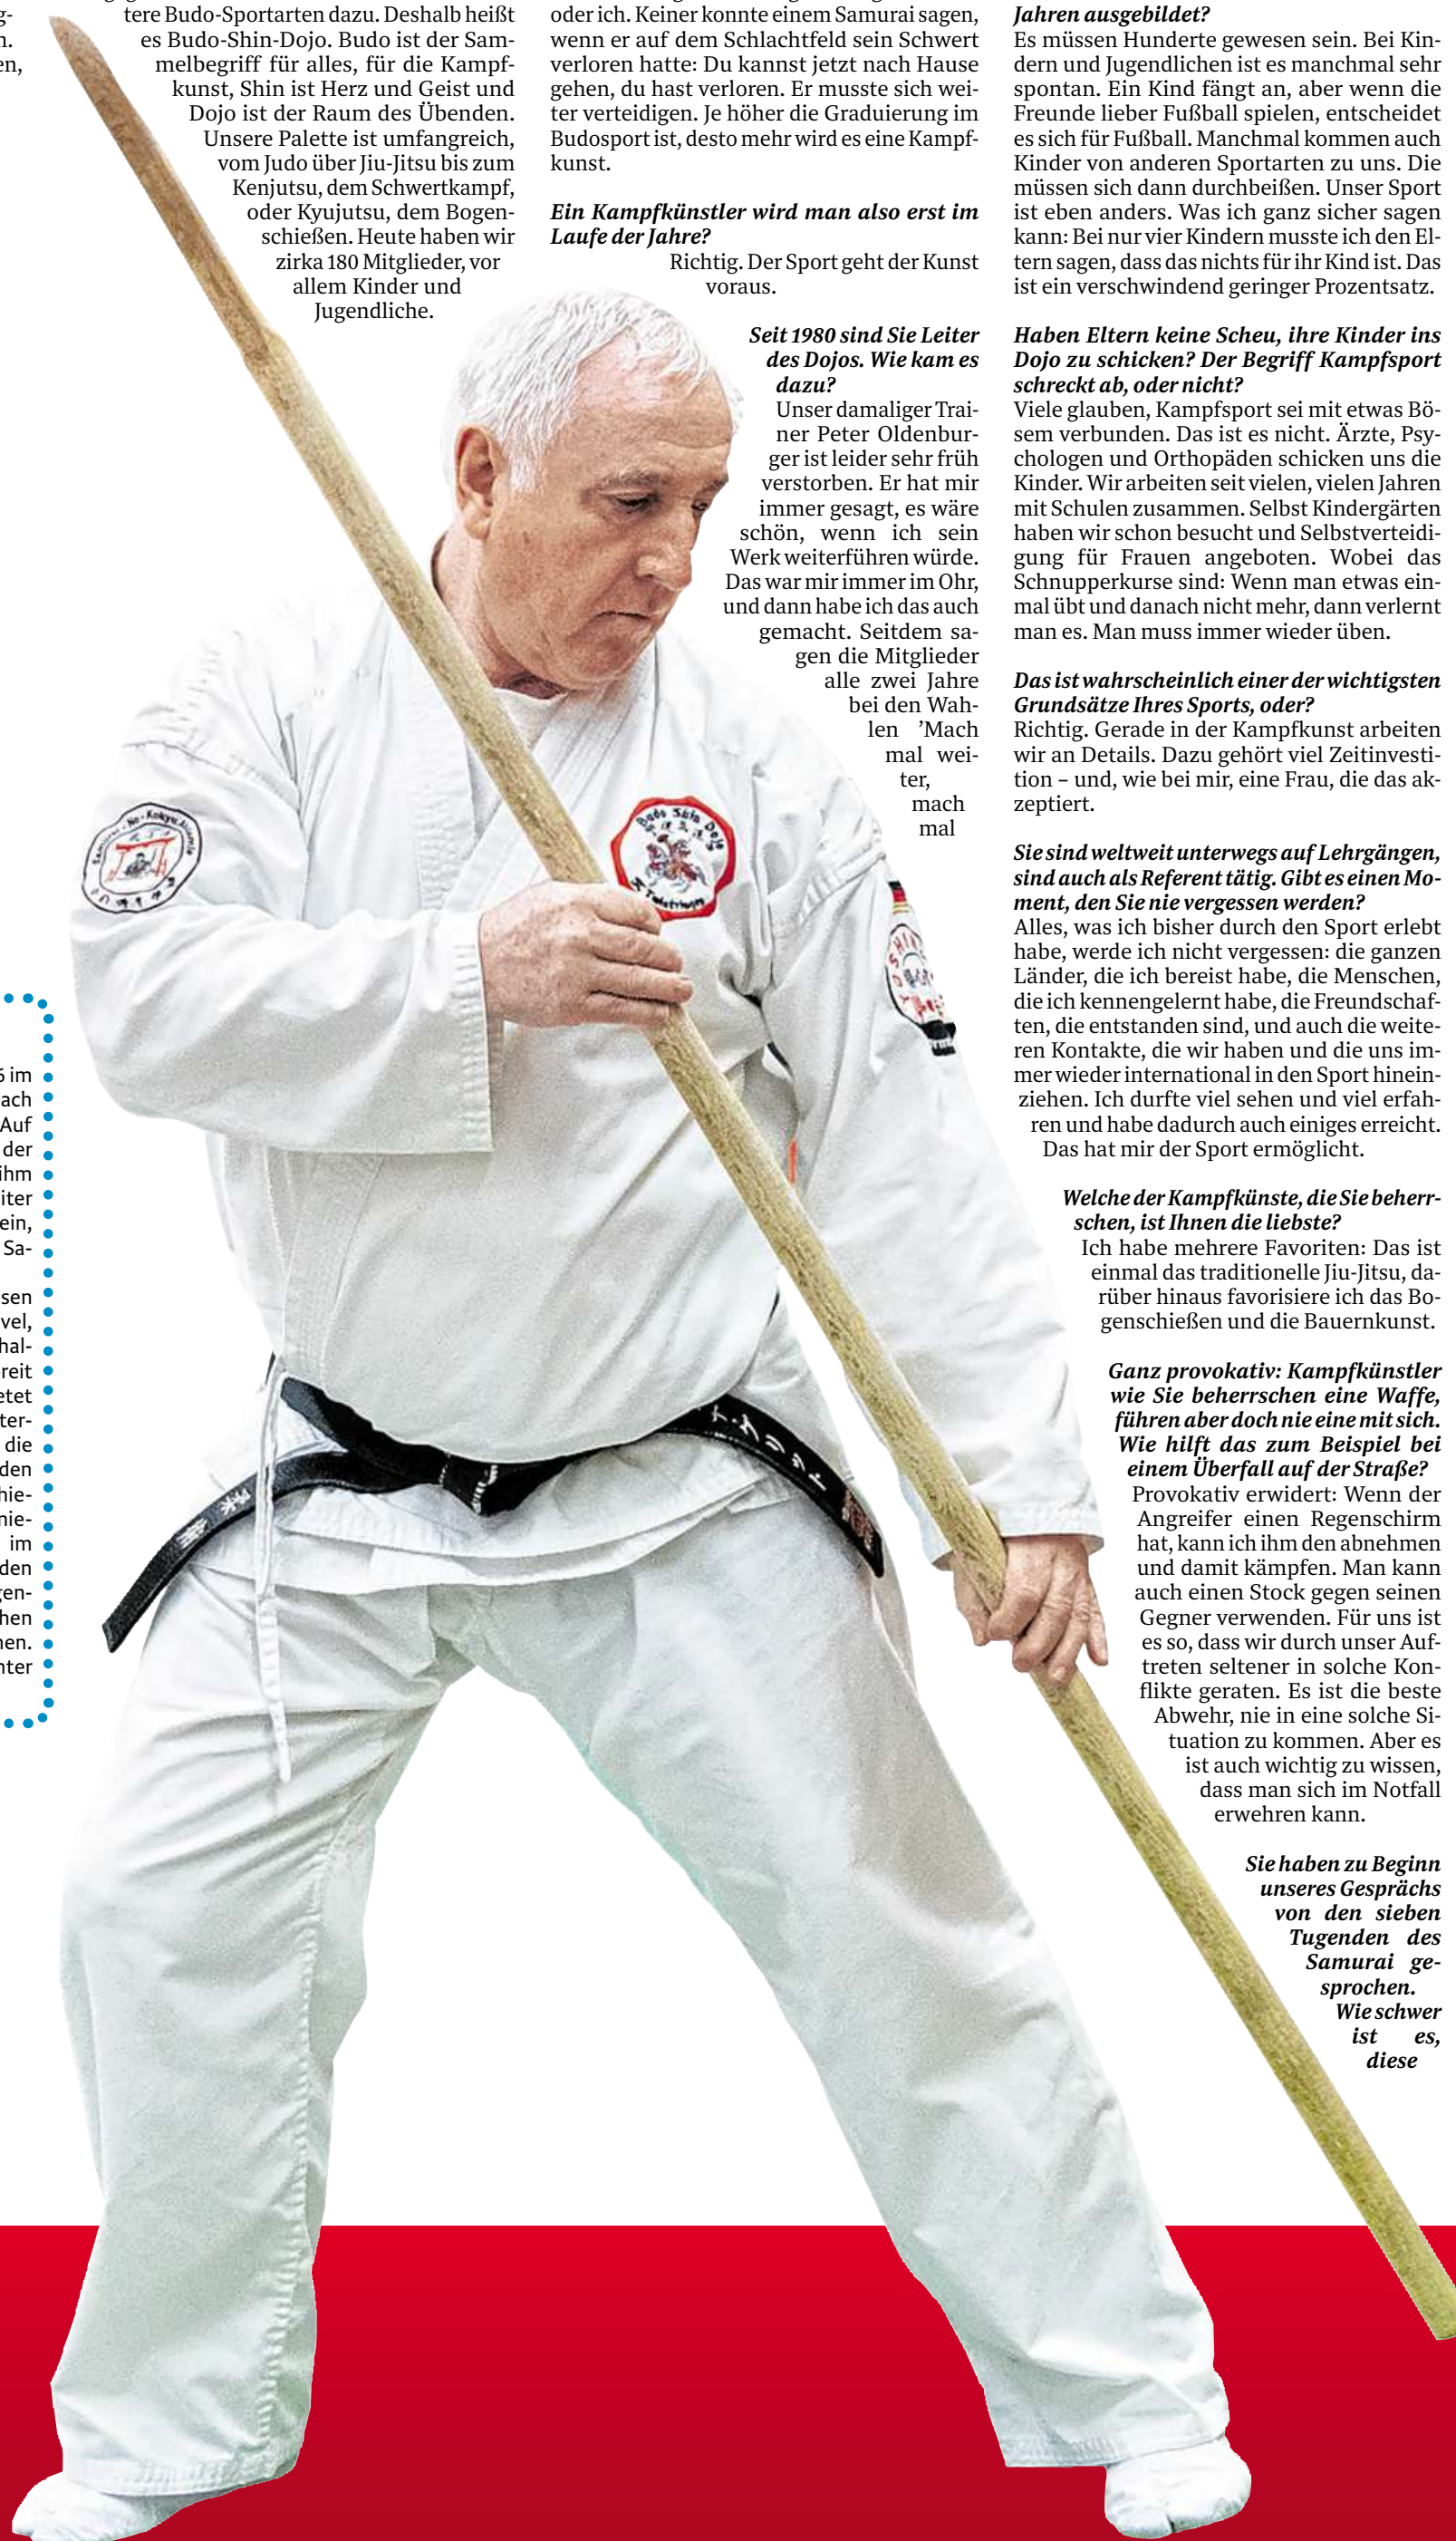 g-
n.
en,
6 im
ach
Auf
der
ihm
iter
ein,
Sa-
sen
vel,
hal-
reit
etet
ter-
die
den
hie-
nie-
im
den
gen-
hen
nen.
nter
tere Budo-Sportarten dazu. Deshalb heißt
es Budo-Shin-Dojo. Budo ist der Sam-
melbegriff für alles, für die Kampf-
kunst, Shin ist Herz und Geist und
Dojo ist der Raum des Übenden.
Unsere Palette ist umfangreich,
vom Judo über Jiu-Jitsu bis zum
Kenjutsu, dem Schwertkampf,
oder Kyujutsu, dem Bogen-
schießen. Heute haben wir
zirka 180 Mitglieder, vor
allem Kinder und
Jugendliche.
oder ich. Keiner konnte einem Samurai sagen,
wenn er auf dem Schlachtfeld sein Schwert
verloren hatte: Du kannst jetzt nach Hause
gehen, du hast verloren. Er musste sich wei-
ter verteidigen. Je höher die Graduierung im
Budosport ist, desto mehr wird es eine Kampf-
kunst.
Ein Kampfkünstler wird man also erst im
Laufe der Jahre?
Richtig. Der Sport geht der Kunst
voraus.
Seit 1980 sind Sie Leiter
des Dojos. Wie kam es
dazu?
Unser damaliger Trai-
ner Peter Oldenbur-
ger ist leider sehr früh
verstorben. Er hat mir
immer gesagt, es wäre
schön, wenn ich sein
Werk weiterführen würde.
Das war mir immer im Ohr,
und dann habe ich das auch
gemacht. Seitdem sa-
gen die Mitglieder
alle zwei Jahre
bei den Wah-
len ’Mach
mal wei-
ter,
mach
mal
Budo Shin Dojo
Jahren ausgebildet?
Es müssen Hunderte gewesen sein. Bei Kin-
dern und Jugendlichen ist es manchmal sehr
spontan. Ein Kind fängt an, aber wenn die
Freunde lieber Fußball spielen, entscheidet
es sich für Fußball. Manchmal kommen auch
Kinder von anderen Sportarten zu uns. Die
müssen sich dann durchbeißen. Unser Sport
ist eben anders. Was ich ganz sicher sagen
kann: Bei nur vier Kindern musste ich den El-
tern sagen, dass das nichts für ihr Kind ist. Das
ist ein verschwindend geringer Prozentsatz.
Haben Eltern keine Scheu, ihre Kinder ins
Dojo zu schicken? Der Begriff Kampfsport
schreckt ab, oder nicht?
Viele glauben, Kampfsport sei mit etwas Bö-
sem verbunden. Das ist es nicht. Ärzte, Psy-
chologen und Orthopäden schicken uns die
Kinder. Wir arbeiten seit vielen, vielen Jahren
mit Schulen zusammen. Selbst Kindergärten
haben wir schon besucht und Selbstverteidi-
gung für Frauen angeboten. Wobei das
Schnupperkurse sind: Wenn man etwas ein-
mal übt und danach nicht mehr, dann verlernt
man es. Man muss immer wieder üben.
Das ist wahrscheinlich einer der wichtigsten
Grundsätze Ihres Sports, oder?
Richtig. Gerade in der Kampfkunst arbeiten
wir an Details. Dazu gehört viel Zeitinvesti-
tion – und, wie bei mir, eine Frau, die das ak-
zeptiert.
Sie sind weltweit unterwegs auf Lehrgängen,
sind auch als Referent tätig. Gibt es einen Mo-
ment, den Sie nie vergessen werden?
Alles, was ich bisher durch den Sport erlebt
habe, werde ich nicht vergessen: die ganzen
Länder, die ich bereist habe, die Menschen,
die ich kennengelernt habe, die Freundschaf-
ten, die entstanden sind, und auch die weite-
ren Kontakte, die wir haben und die uns im-
mer wieder international in den Sport hinein-
ziehen. Ich durfte viel sehen und viel erfah-
ren und habe dadurch auch einiges erreicht.
Das hat mir der Sport ermöglicht.
Welche der Kampfkünste, die Sie beherr-
schen, ist Ihnen die liebste?
Ich habe mehrere Favoriten: Das ist
einmal das traditionelle Jiu-Jitsu, da-
rüber hinaus favorisiere ich das Bo-
genschießen und die Bauernkunst.
Ganz provokativ: Kampfkünstler
wie Sie beherrschen eine Waffe,
führen aber doch nie eine mit sich.
Wie hilft das zum Beispiel bei
einem Überfall auf der Straße?
Provokativ erwidert: Wenn der
Angreifer einen Regenschirm
hat, kann ich ihm den abnehmen
und damit kämpfen. Man kann
auch einen Stock gegen seinen
Gegner verwenden. Für uns ist
es so, dass wir durch unser Auf-
treten seltener in solche Kon-
flikte geraten. Es ist die beste
Abwehr, nie in eine solche Si-
tuation zu kommen. Aber es
ist auch wichtig zu wissen,
dass man sich im Notfall
erwehren kann.
Sie haben zu Beginn
unseres Gesprächs
von den sieben
Tugenden des
Samurai ge-
sprochen.
Wie schwer
ist es,
diese